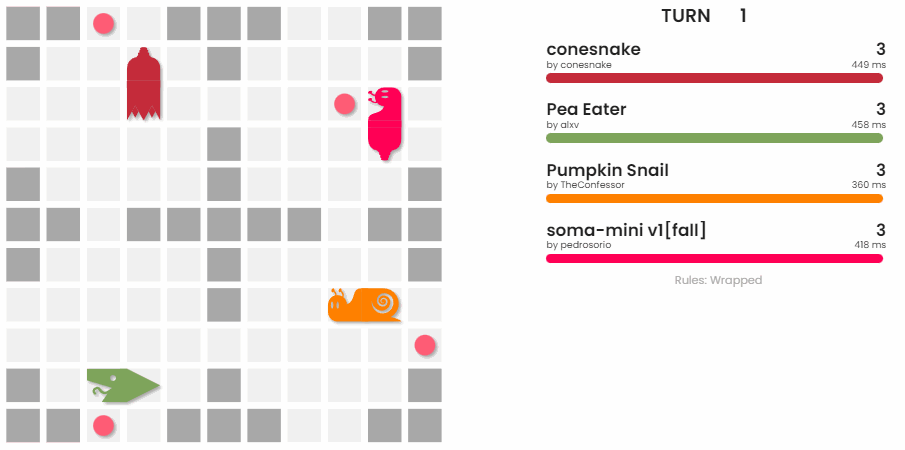 TURN 1
conesnake 3
by conesnake 449 ms
Pea Eater 3
by alxv 458 ms
Pumpkin Snail 3
by TheConfessor 360 ms
soma-mini v1[fall] 3
by pedrosorio 418 ms
Rules: Wrapped